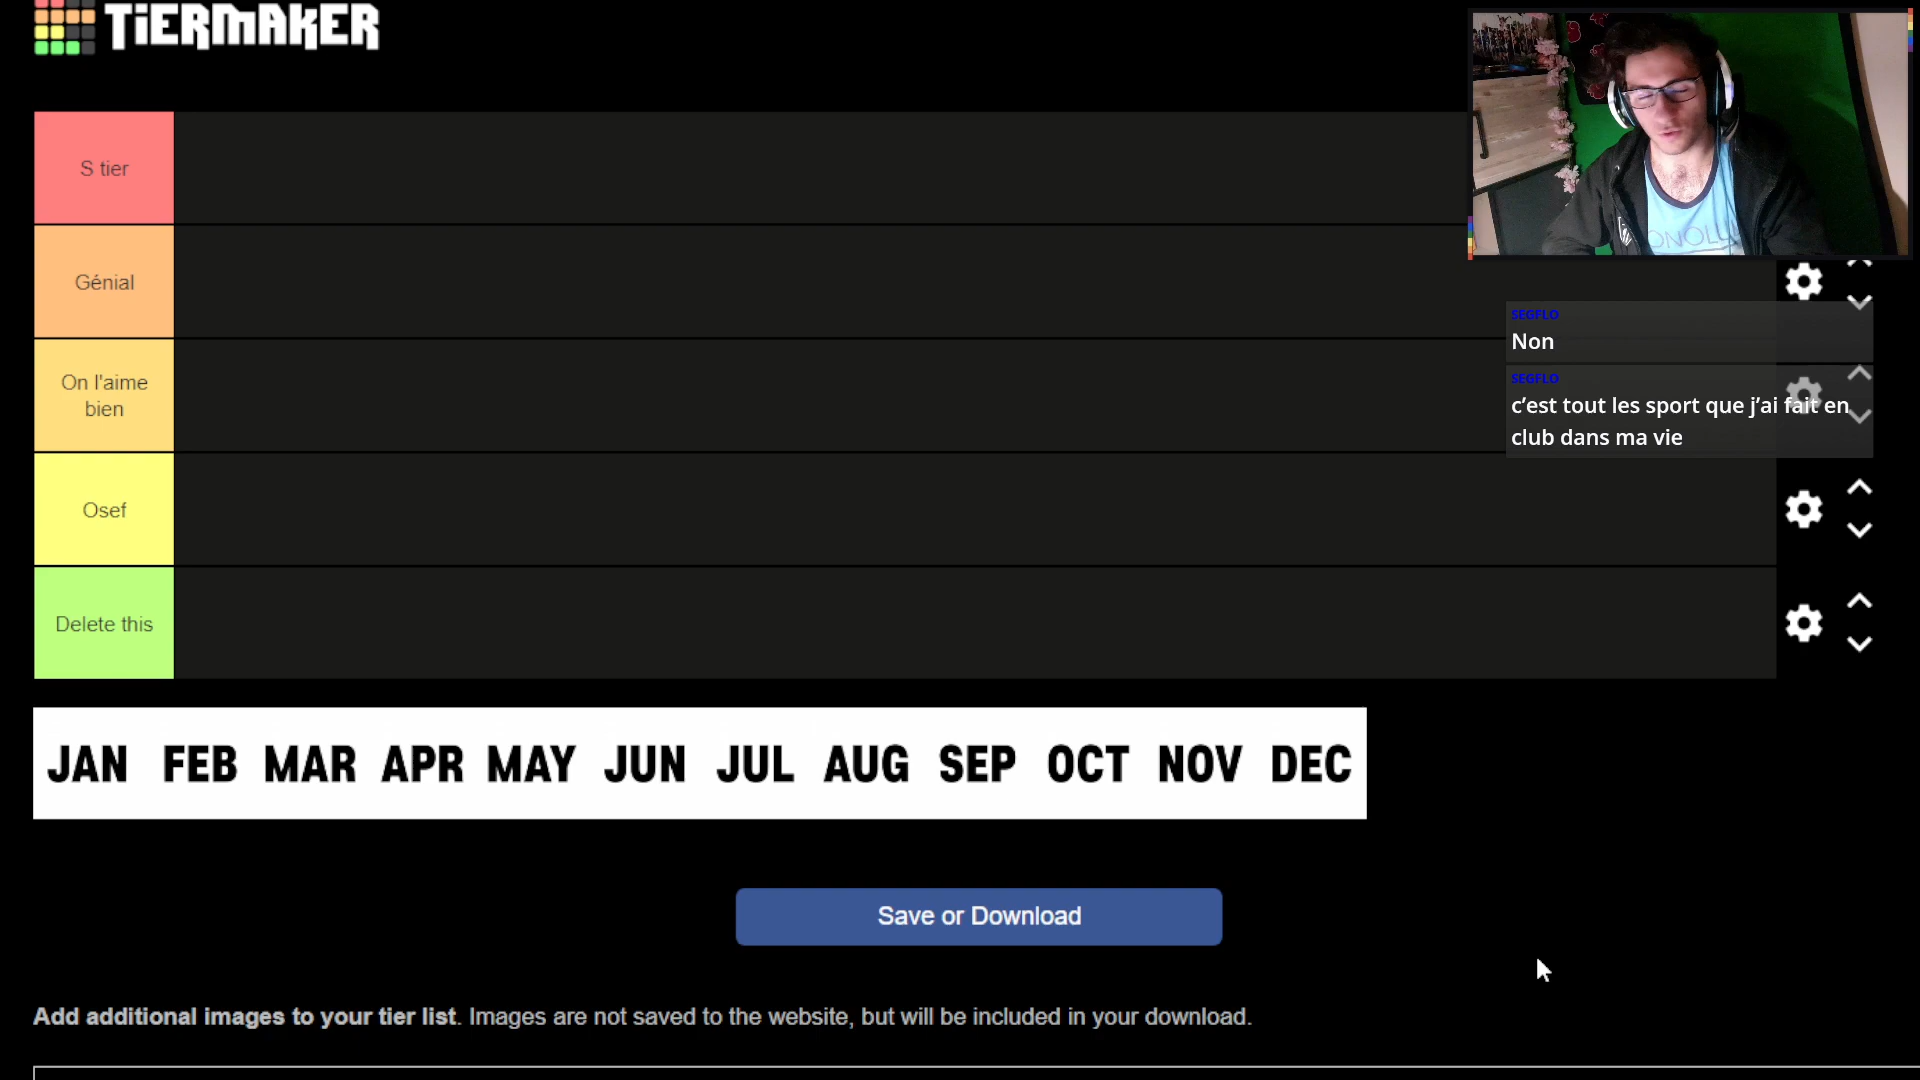 TiERMAKER
S tier
Génial
On l'aime
bien
Osef
Delete this
SEGFLO
Non
SEGFLO
c’est tout les sport que j’ai fait en
club dans ma vie
JAN FEB MAR APR MAY JUN JUL AUG SEP OCT NOV DEC
Save or Download
Add additional images to your tier list. Images are not saved to the website, but will be included in your download.